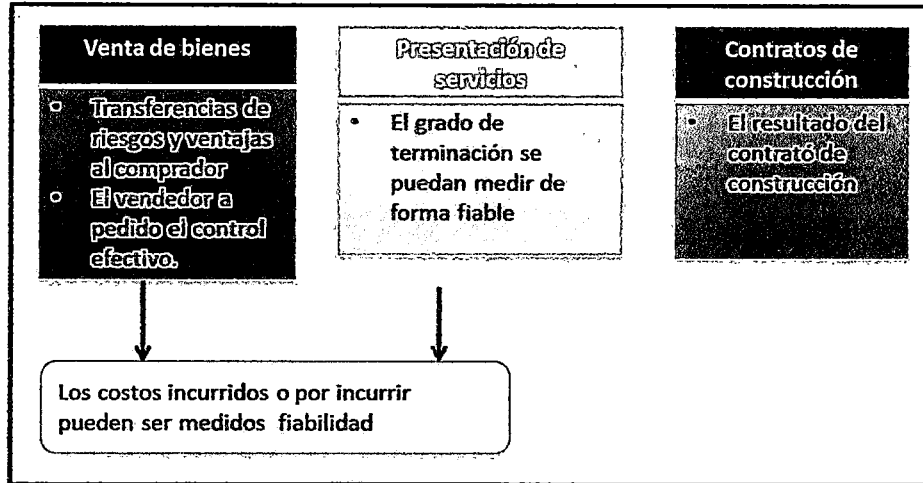 Venta de bienes
Transferencias de
riesgos y ventajas
al comprador
El vendedor a
pedido el control
efectivo.
Presentación de
servicios
El grado de
terminación se
puedan medir de
forma fiable
Contratos de
construcción
El resultado del
contrató de
construcción
Los costos incurridos o por incurrir
pueden ser medidos fiabilidad